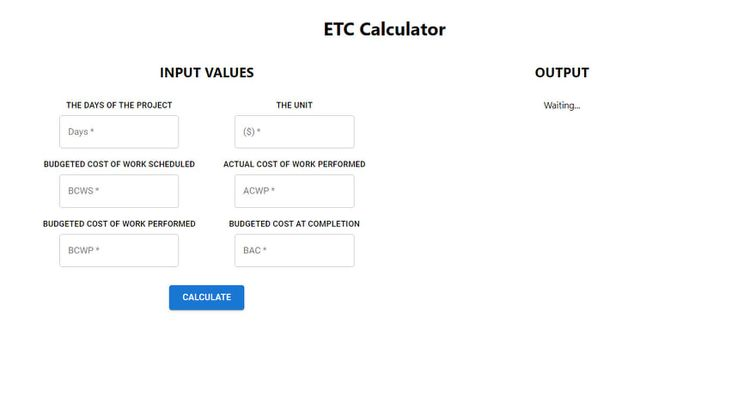 ETC Calculator
INPUT VALUES
OUTPUT
THE DAYS OF THE PROJECT
THE UNIT
Waiting...
Days *
($) *
BUDGETED COST OF WORK SCHEDULED
ACTUAL COST OF WORK PERFORMED
BCWS *
ACWP *
BUDGETED COST OF WORK PERFORMED
BUDGETED COST AT COMPLETION
BCWP *
BAC *
CALCULATE